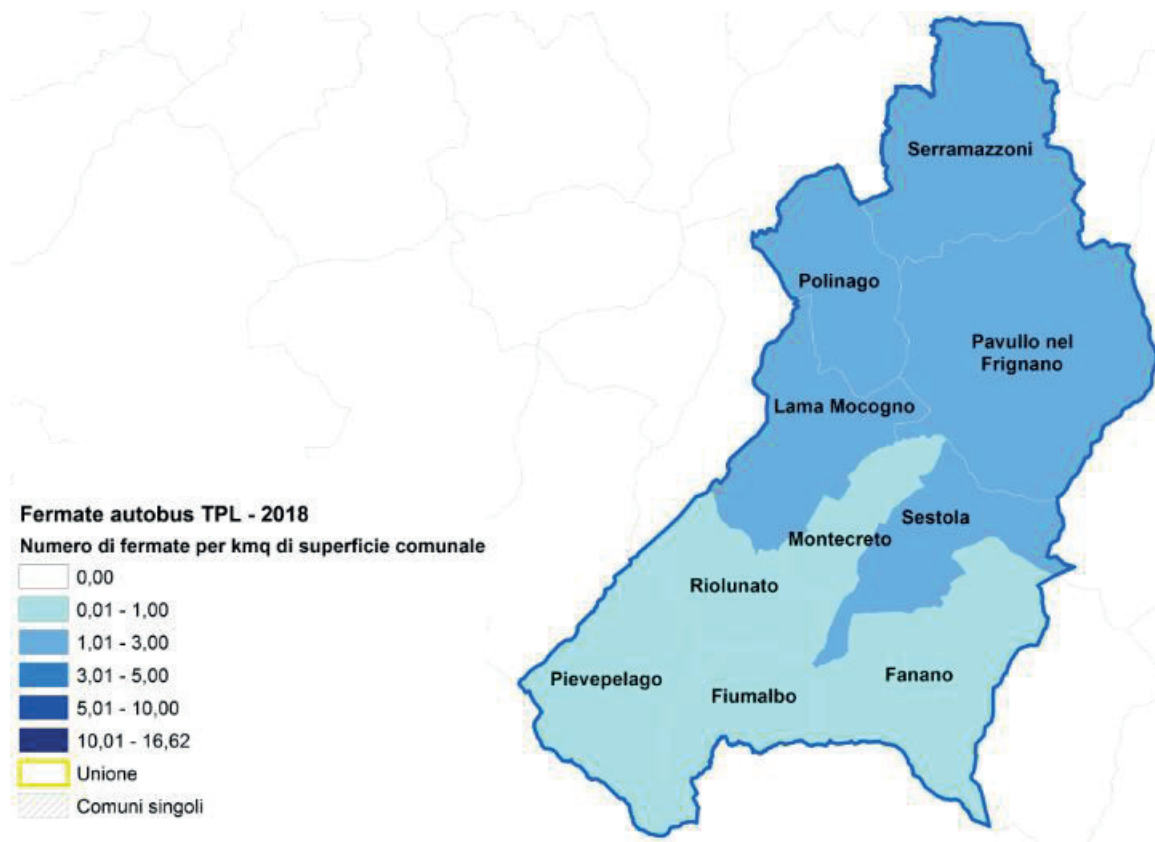 Serramazzoni
Polinago
Pavullo nel
Frignano
Lama Mocogno
Sestola
Montecreto
Riolunato
Pievepelago
Fiumalbo
Fanano
Fermate autobus TPL - 2018
Numero di fermate per kmq di superficie comunale
0,00
0,01 - 1,00
1,01 - 3,00
3,01 - 5,00
5,01 - 10,00
10,01 - 16,62
Unione
Comuni singoli